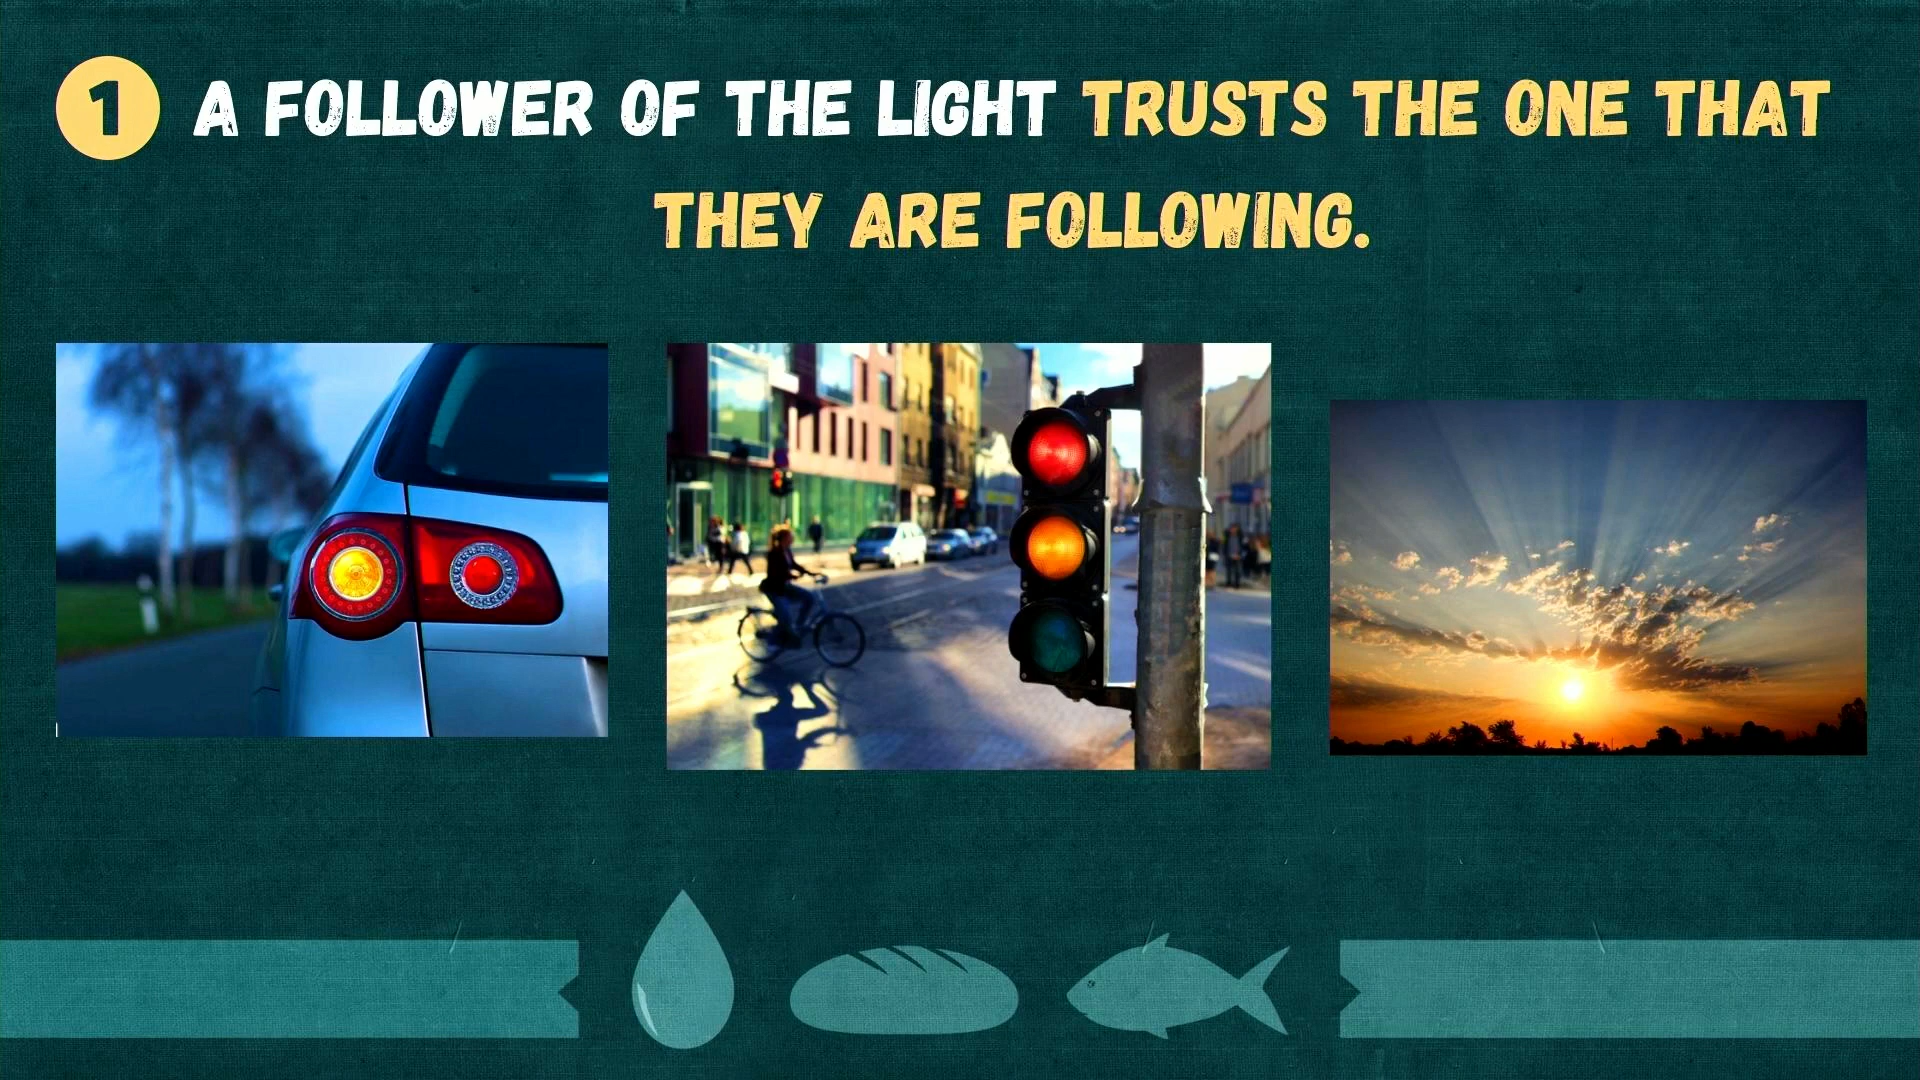 1 A FOLLOWER OF THE LIGHT TRUSTS THE ONE THAT
THEY ARE FOLLOWING.